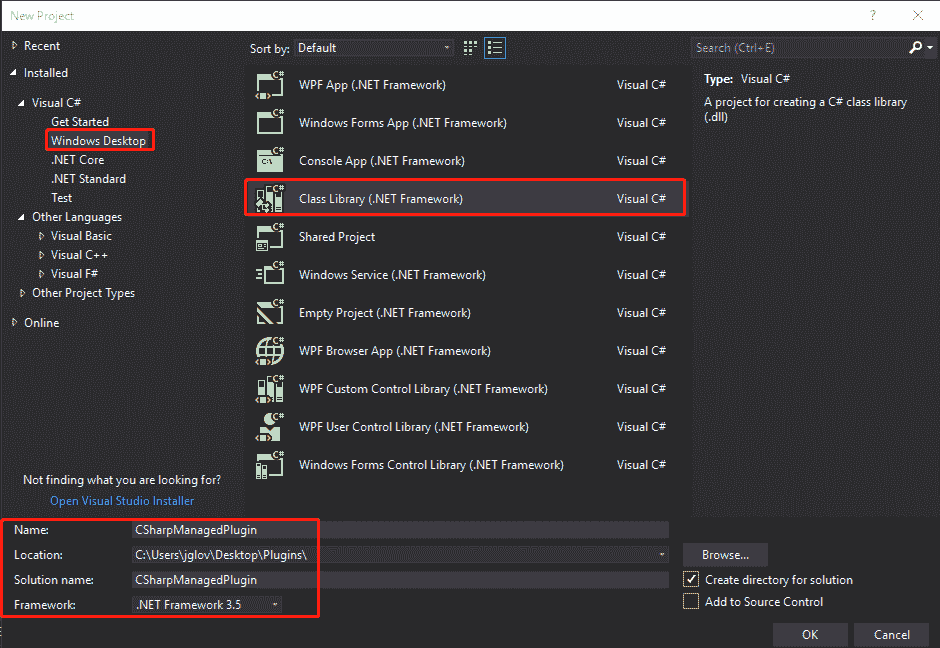 New Project
? ×
Recent
Installed
Visual C#
Get Started
Windows Desktop
.NET Core
.NET Standard
Test
Other Languages
Visual Basic
Visual C++
Visual F#
Other Project Types
Online
Not finding what you are looking for?
Open Visual Studio Installer
Sort by: Default
WPF App (.NET Framework) Visual C#
Windows Forms App (.NET Framework) Visual C#
Console App (.NET Framework) Visual C#
Class Library (.NET Framework) Visual C#
Shared Project Visual C#
Windows Service (.NET Framework) Visual C#
Empty Project (.NET Framework) Visual C#
WPF Browser App (.NET Framework) Visual C#
WPF Custom Control Library (.NET Framework) Visual C#
WPF User Control Library (.NET Framework) Visual C#
Windows Forms Control Library (.NET Framework) Visual C#
Search (Ctrl+E)
Type: Visual C#
A project for creating a C# class library
(.dll)
Name: CSharpManagedPlugin
Location: C:\Users\jglov\Desktop\Plugins\
Solution name: CSharpManagedPlugin
Framework: .NET Framework 3.5
Browse...
Create directory for solution
Add to Source Control
OK Cancel